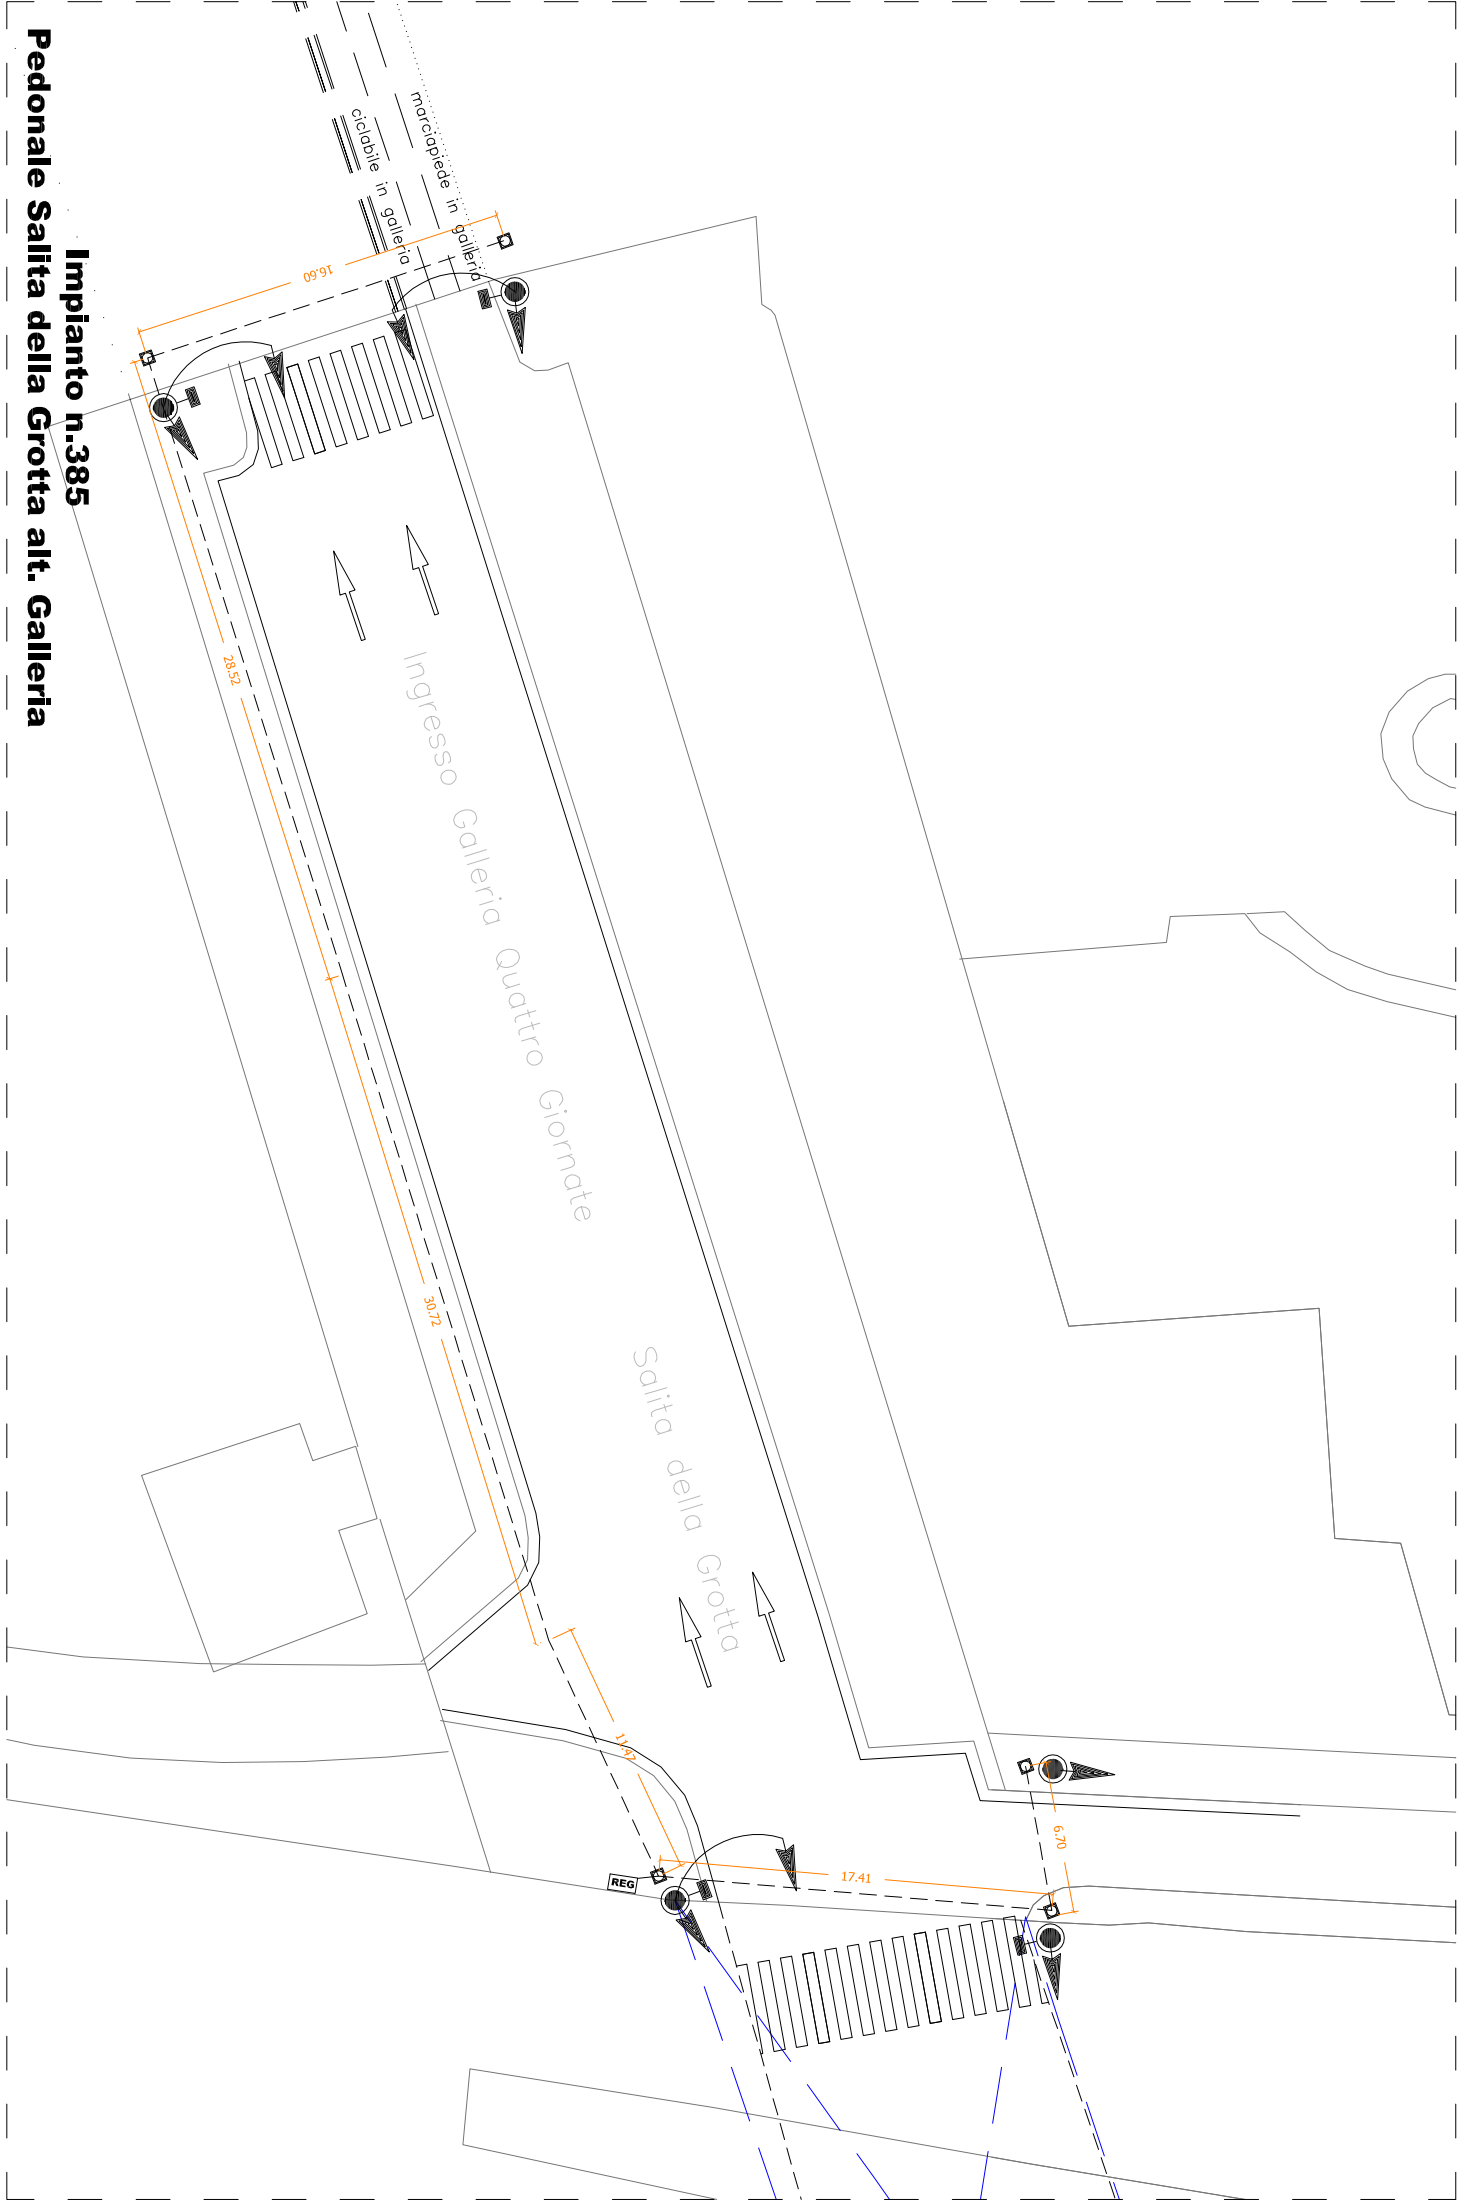 Impianto n.385
Pedonale Salita della Grotta alt. Galleria
marciapiede in galleria
ciclabile in galleria
16.60
28.52
Ingresso Galleria Quattro Giornate
30.72
Salita della Grotta
11.47
6.70
17.41
REG